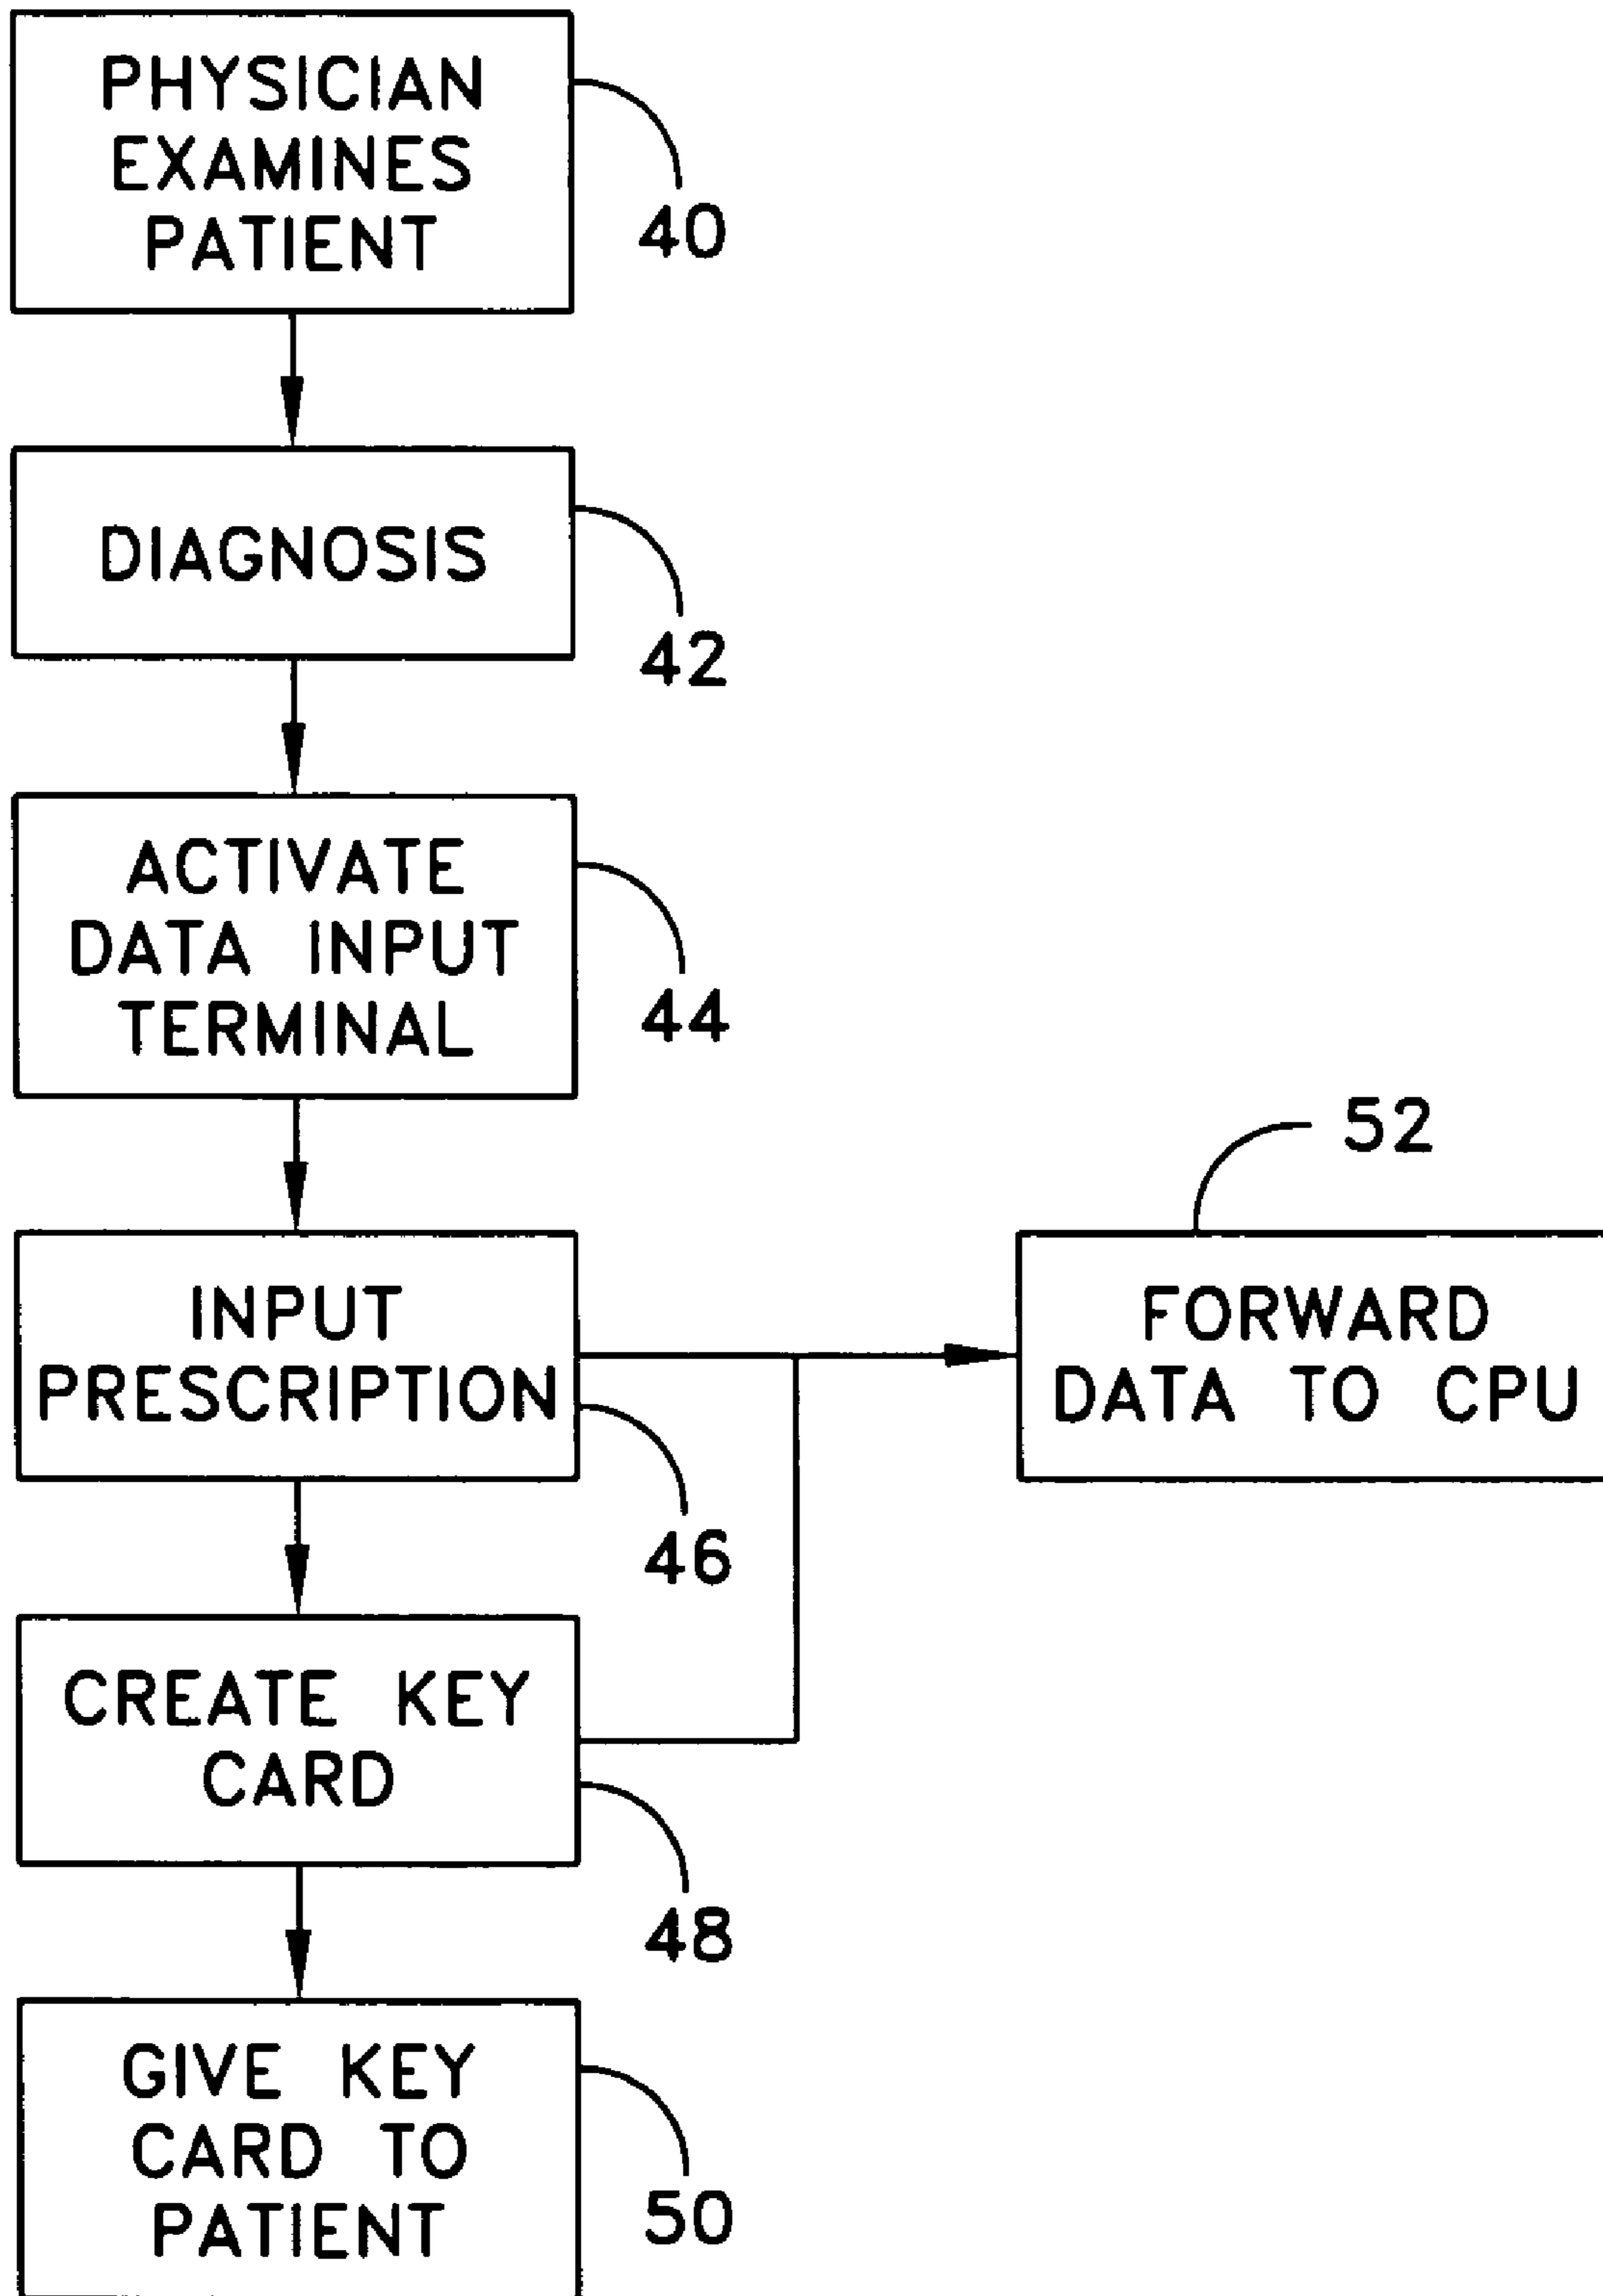 PHYSICIAN
EXAMINES
PATIENT
40
DIAGNOSIS
42
ACTIVATE
DATA INPUT
TERMINAL
44
52
INPUT
PRESCRIPTION
46
FORWARD
DATA TO CPU
CREATE KEY
CARD
48
GIVE KEY
CARD TO
PATIENT
50